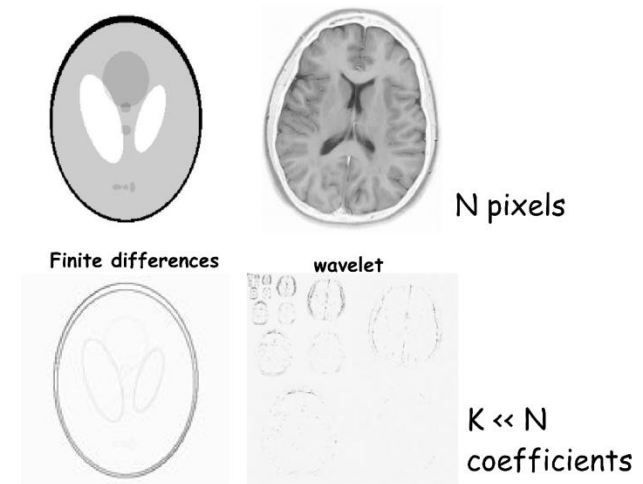 N pixels
Finite differences
wavelet
K << N
coefficients